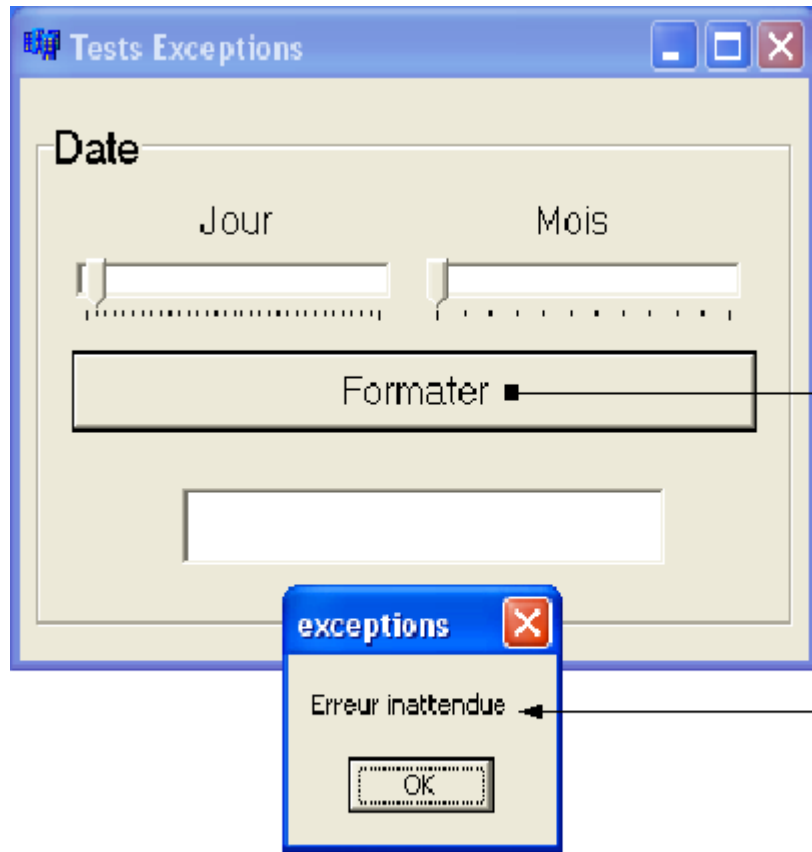 Tests Exceptions
Date
Jour
Mois
Formater
exceptions
Erreur inattendue
OK